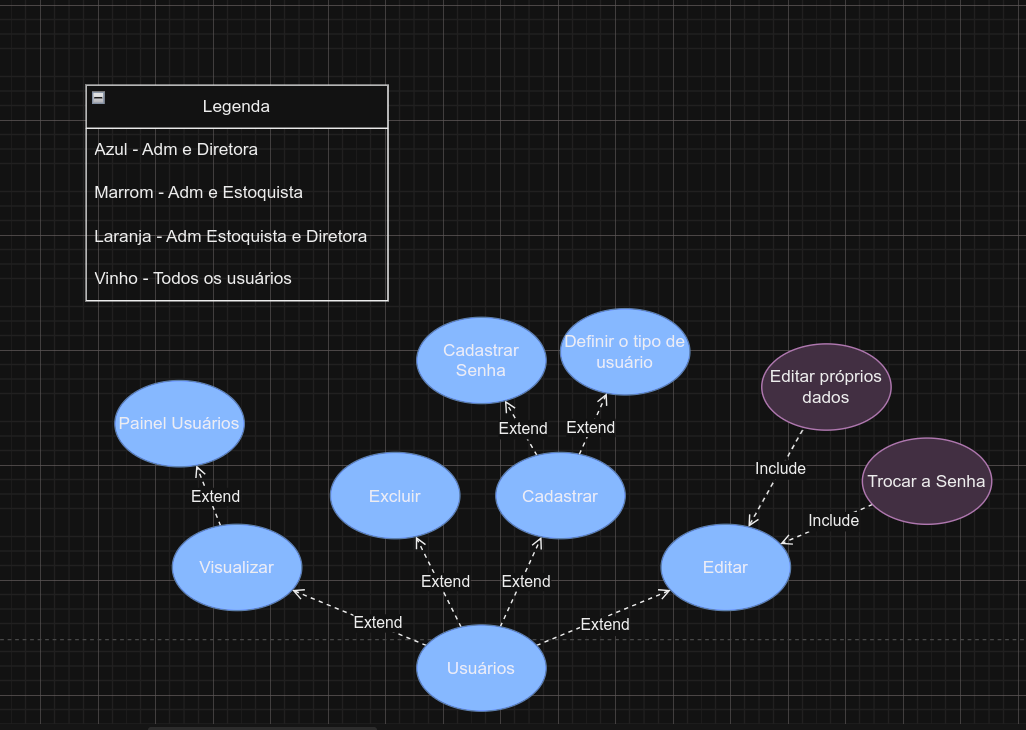 Legenda
Azul - Adm e Diretora
Marrom - Adm e Estoquista
Laranja - Adm Estoquista e Diretora
Vinho - Todos os usuários
Cadastrar
Senha
Definir o tipo de
usuário
Editar próprios
dados
Painel Usuários
Extend
Extend
Include
Trocar a Senha
Extend
Excluir
Cadastrar
Include
Visualizar
Extend
Extend
Editar
Extend
Extend
Usuários